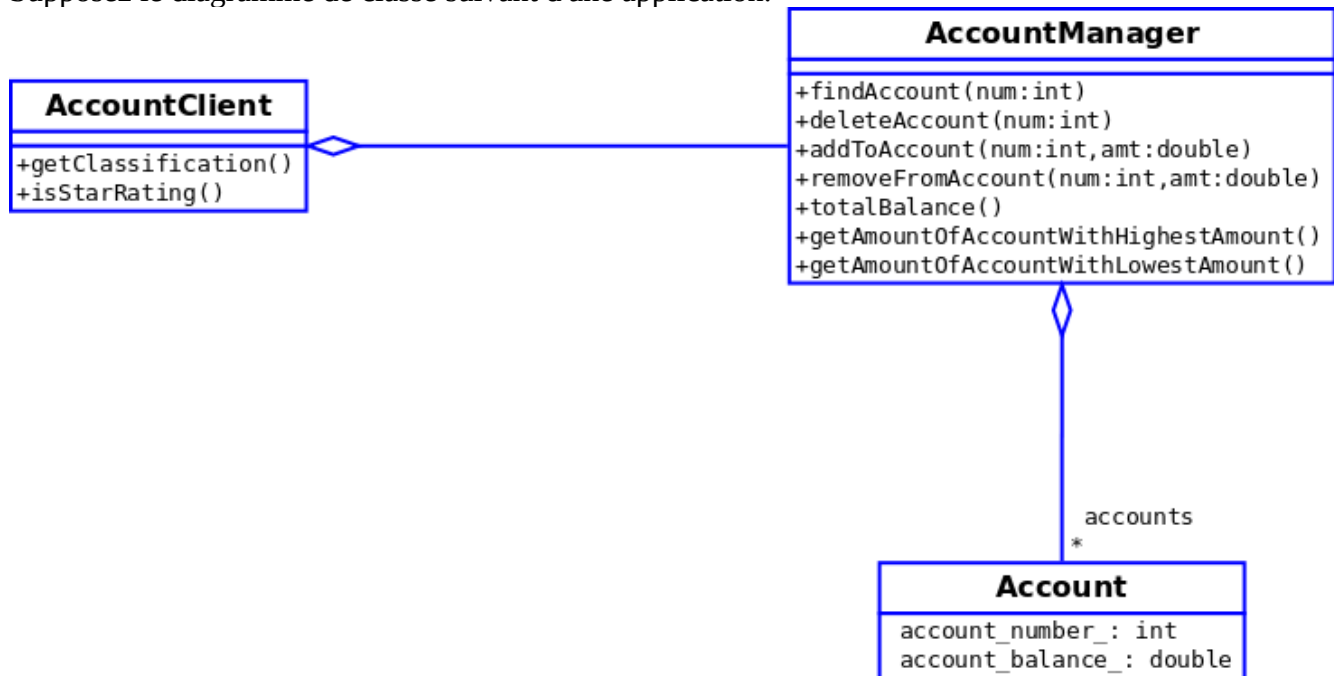 Supposez le diagramme de classe suivant d'une application:
AccountManager
+findAccount(num:int)
+deleteAccount(num:int)
+addToAccount(num:int,amt:double)
+removeFromAccount(num:int,amt:double)
+totalBalance()
+getAmountOfAccountWithHighestAmount()
+getAmountOfAccountWithLowestAmount()
AccountClient
+getClassification()
+isStarRating()
accounts
*
Account
account_number_: int
account_balance_: double